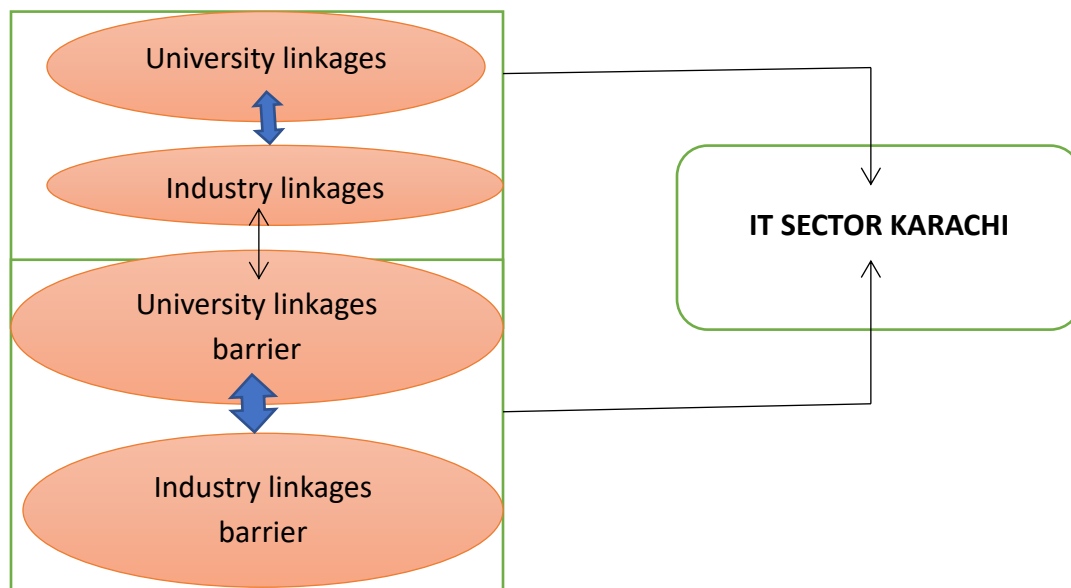 University linkages
Industry linkages
IT SECTOR KARACHI
University linkages
barrier
Industry linkages
barrier